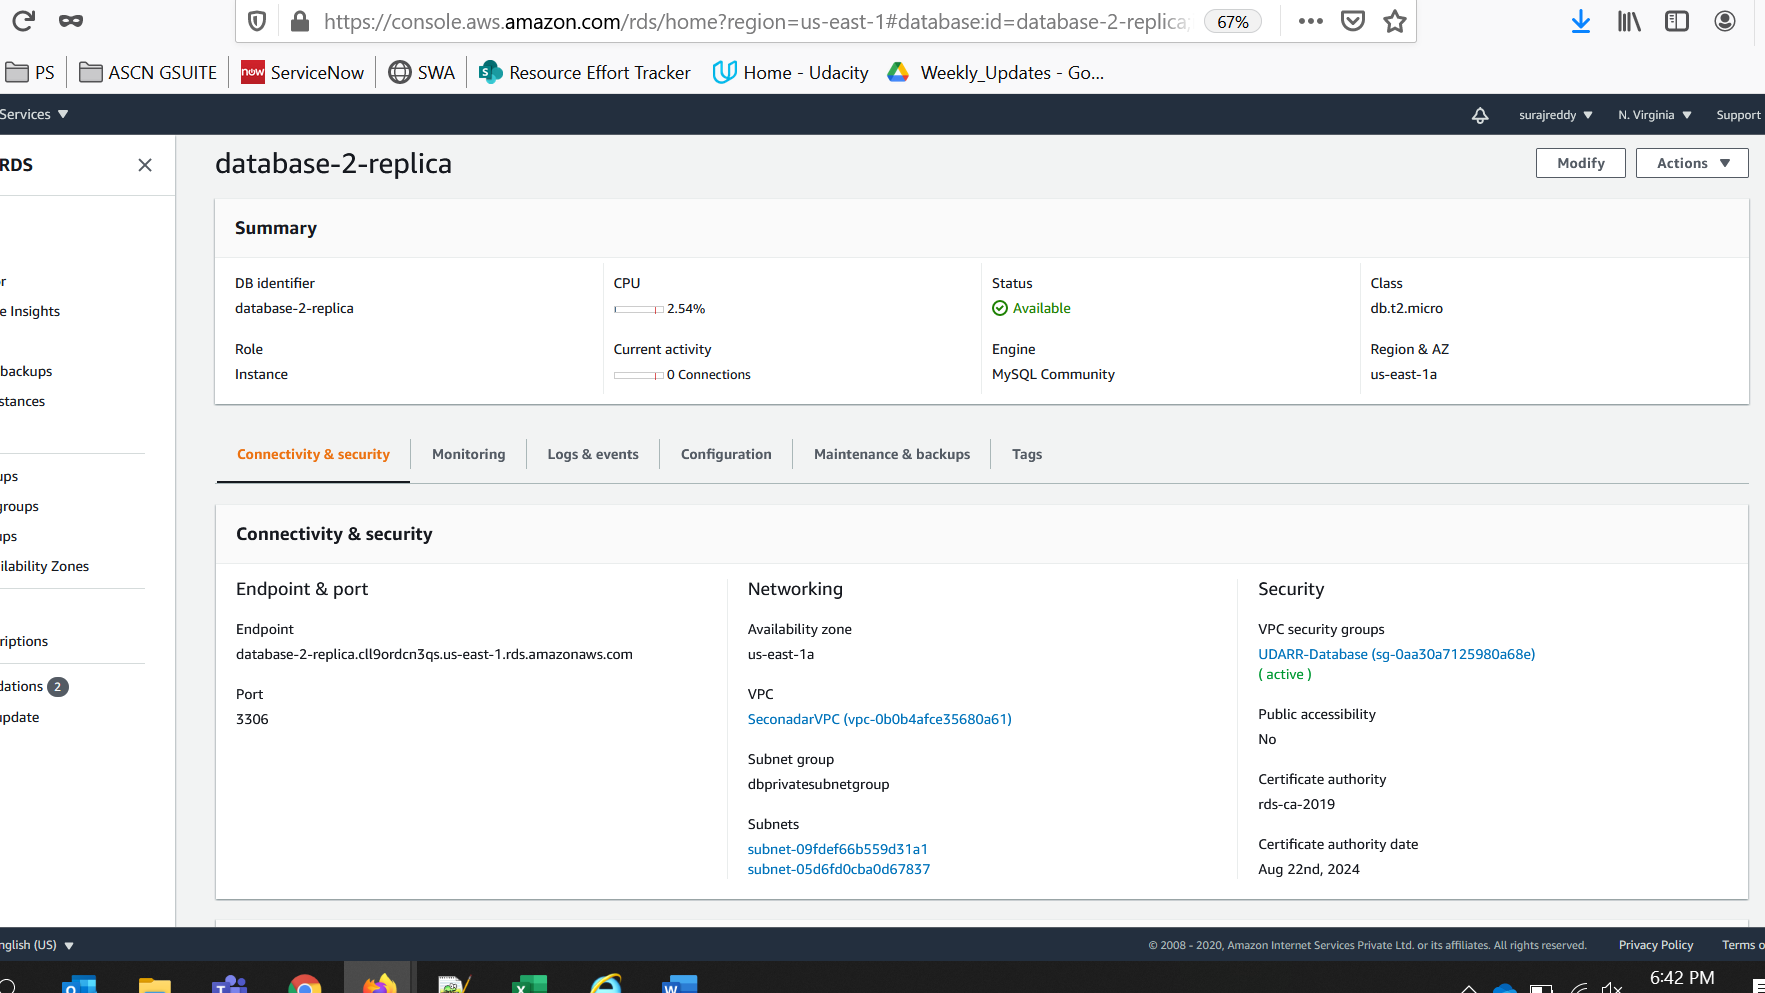 https://console.aws.amazon.com/rds/home?region=us-east-1#database:id=database-2-replica; 67%
PS ASCN GSUITE now ServiceNow SWA Resource Effort Tracker Home - Udacity Weekly_Updates - Go...
Services surajreddy N. Virginia Support
RDS
database-2-replica Modify Actions
Summary
DB identifier CPU Status Class
database-2-replica 2.54% Available db.t2.micro
e Insights
Role Current activity Engine Region & AZ
Instance 0 Connections MySQL Community us-east-1a
backups
stances
Connectivity & security Monitoring Logs & events Configuration Maintenance & backups Tags
ups
groups
ups
ilability Zones
riptions
dations 2
update
Connectivity & security
Endpoint & port
Endpoint
database-2-replica.cll9ordcn3qs.us-east-1.rds.amazonaws.com
Port
3306
Networking
Availability zone
us-east-1a
VPC
SeconadarVPC (vpc-0b0b4afce35680a61)
Subnet group
dbprivatesubnetgroup
Subnets
subnet-09fdef66b559d31a1
subnet-05d6fd0cba0d67837
Security
VPC security groups
UDARR-Database (sg-0aa30a7125980a68e)
( active )
Public accessibility
No
Certificate authority
rds-ca-2019
Certificate authority date
Aug 22nd, 2024
nglish (US) © 2008 - 2020, Amazon Internet Services Private Ltd. or its affiliates. All rights reserved. Privacy Policy Terms o
6:42 PM